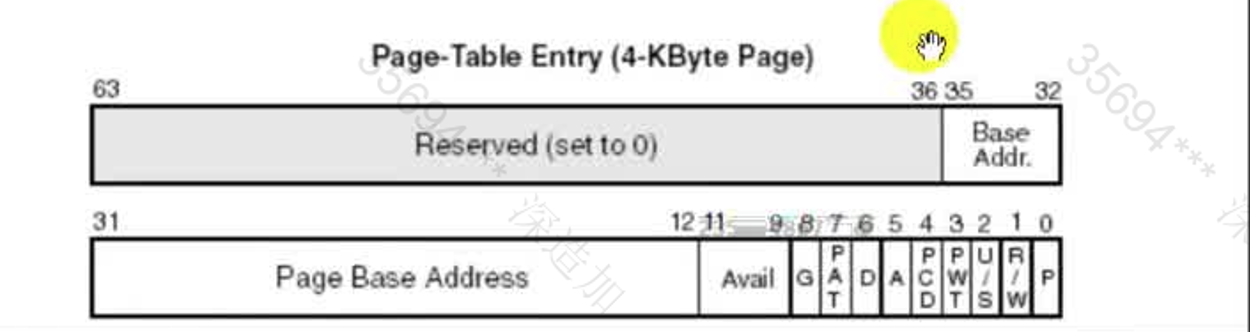 Page-Table Entry (4-KByte Page)
63 36 35 32
Reserved (set to 0) Base Addr.
31 12 11 9 8 7 6 5 4 3 2 1 0
Page Base Address Avail G PAT D A PCD PWT U/S R/W P
35694***
深造加
35694***